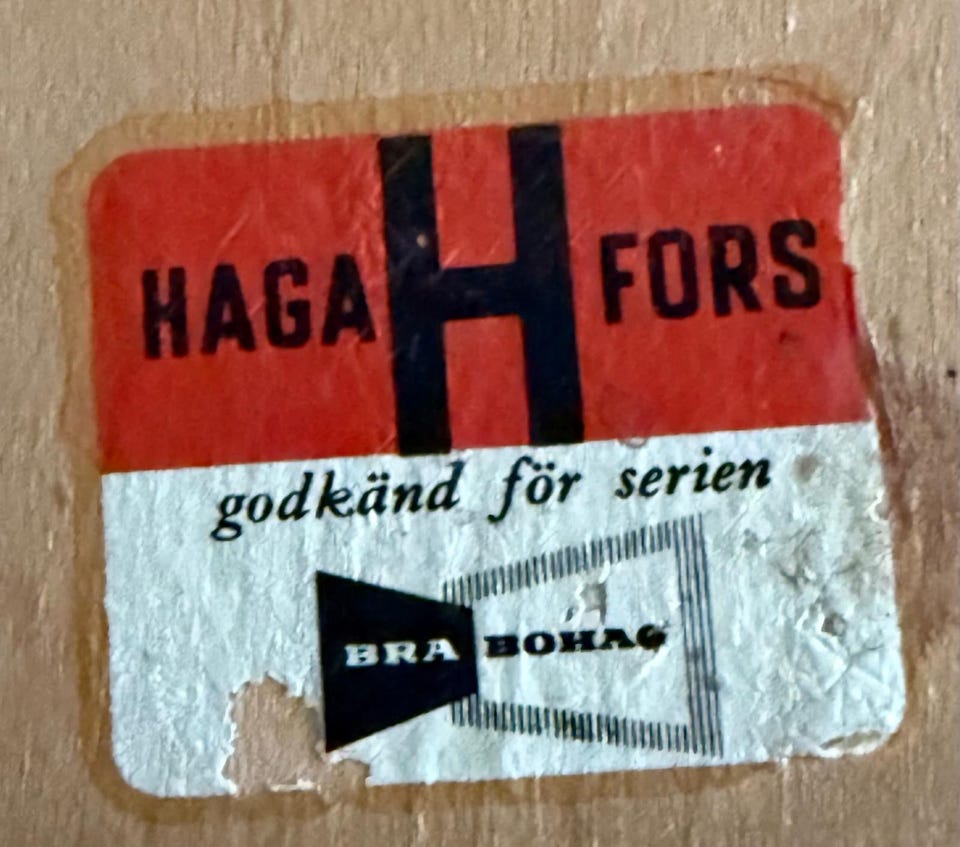 HAGA H FORS
godkänd för serien
BRA BOHAG